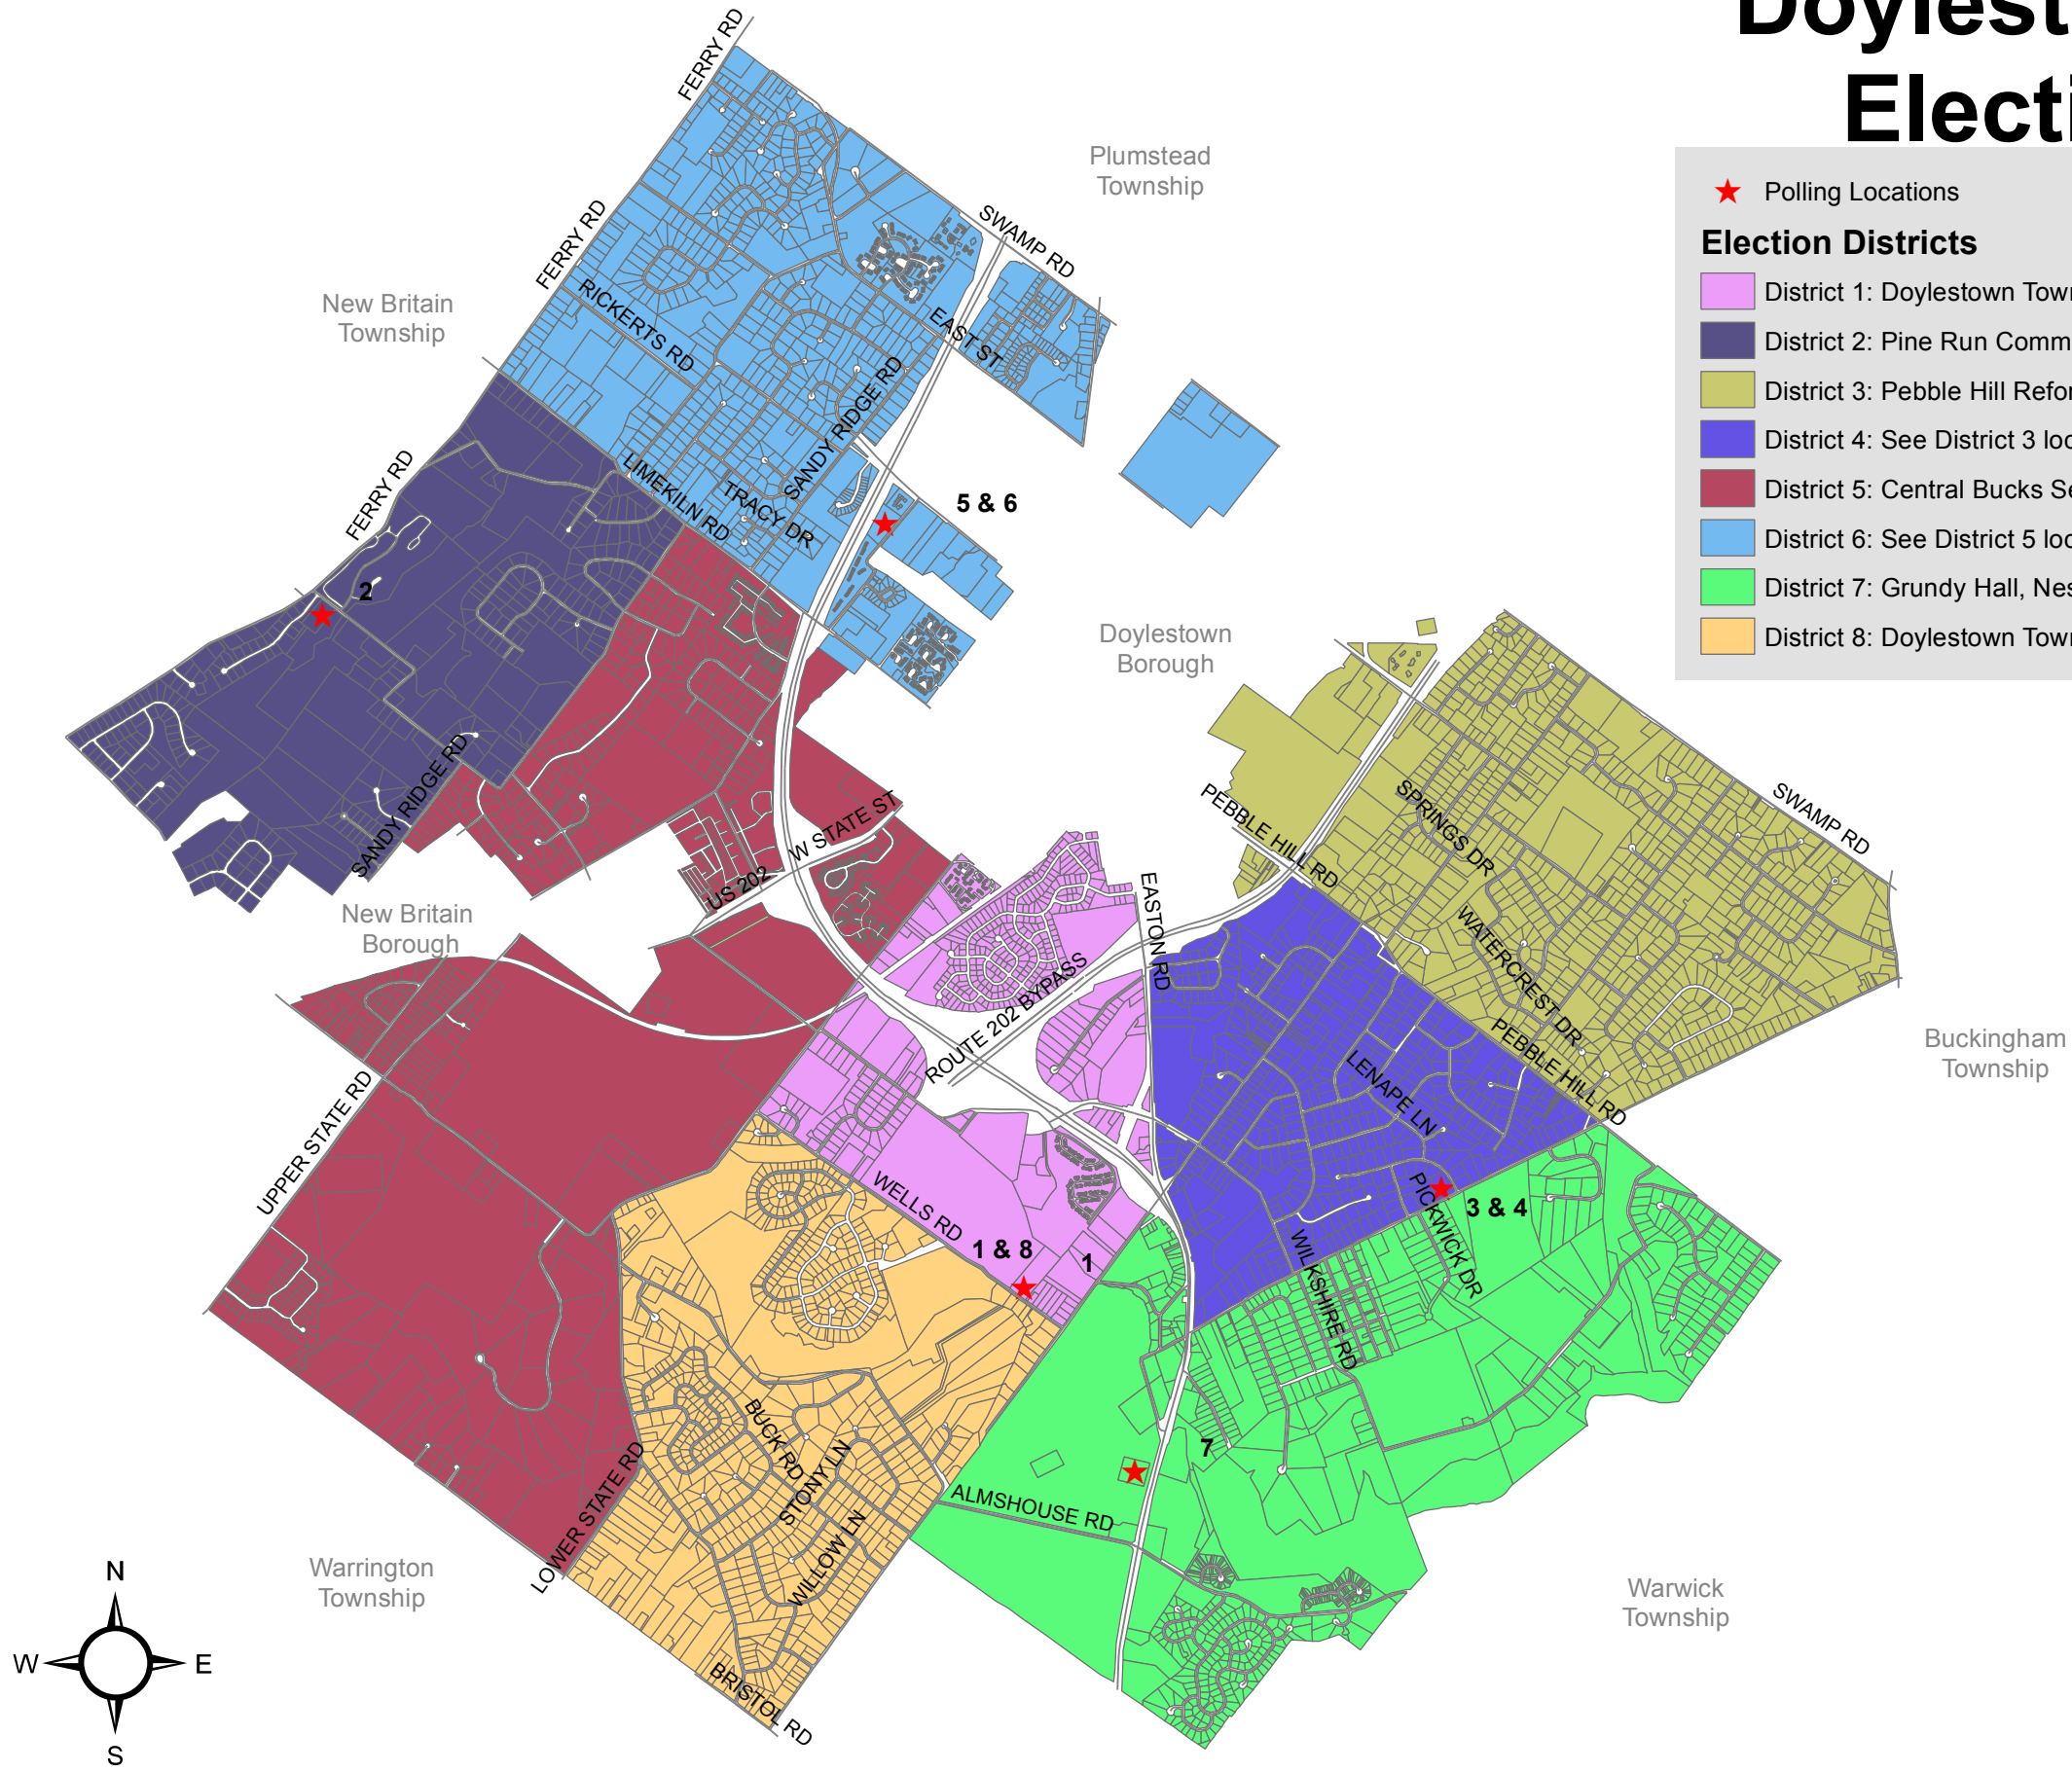 Doylest
Electi
Polling Locations
Election Districts
District 1: Doylestown Tow
District 2: Pine Run Comm
District 3: Pebble Hill Refo
District 4: See District 3 loc
District 5: Central Bucks Se
District 6: See District 5 loc
District 7: Grundy Hall, Nes
District 8: Doylestown Tow
FERRY RD
Plumstead
Township
SWAMP RD
FERRY RD
New Britain
Township
RICKERTS RD
EAST ST
SANDY RIDGE RD
LIMEKILN RD
TRACY DR
5 & 6
FERRY RD
2
Doylestown
Borough
SANDY RIDGE RD
W STATE ST
US 202
PEBBLE HILL RD
SPRINGS DR
SWAMP RD
New Britain
Borough
EASTON RD
WATERCREST DR
ROUTE 202 BYPASS
PEBBLE HILL RD
LENAPE LN
Buckingham
Township
UPPER STATE RD
WELLS RD
PICKWICK DR
3 & 4
1 & 8
1
WILKSHIRE RD
BUCK RD
STONY LN
WILLOW LN
7
ALMSHOUSE RD
LOWER STATE RD
Warrington
Township
Warwick
Township
BRISTOL RD
N
W
E
S